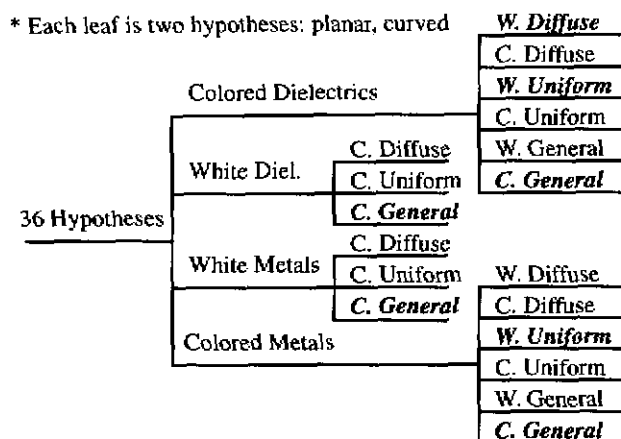 * Each leaf is two hypotheses: planar, curved
W. Diffuse
C. Diffuse
Colored Dielectrics
W. Uniform
C. Uniform
W. General
C. General
White Diel.
C. Diffuse
C. Uniform
C. General
36 Hypotheses
White Metals
C. Diffuse
C. Uniform
C. General
Colored Metals
W. Diffuse
C. Diffuse
W. Uniform
C. Uniform
W. General
C. General